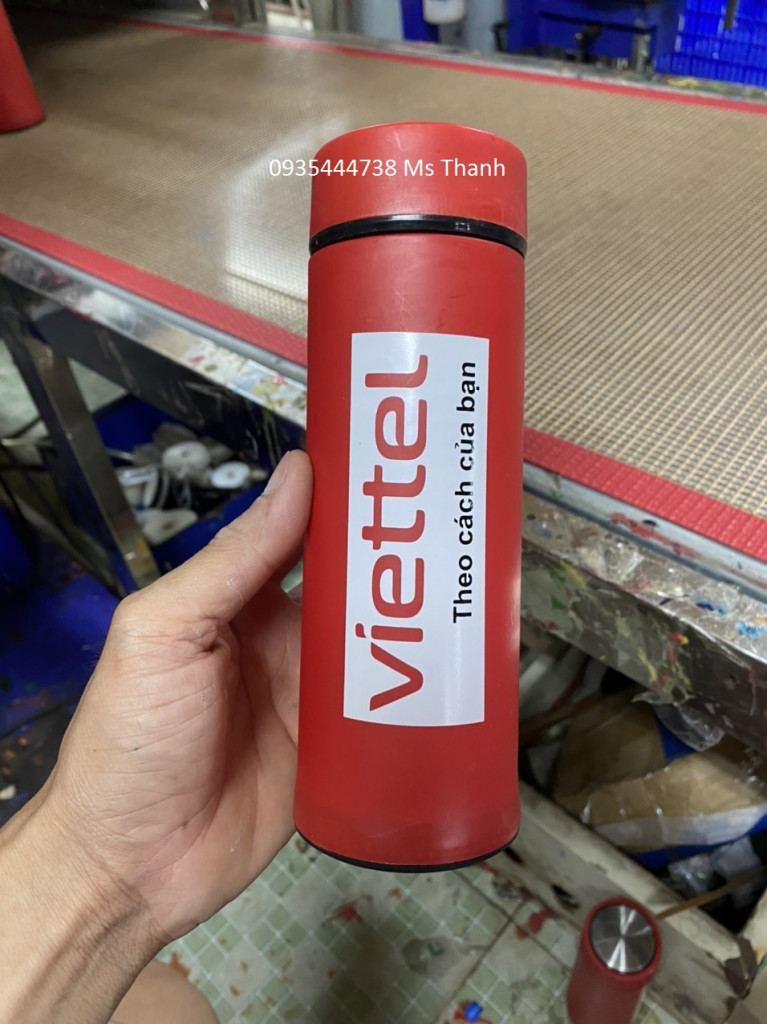 0935444738 Ms Thanh
viettel
Theo cách của bạn